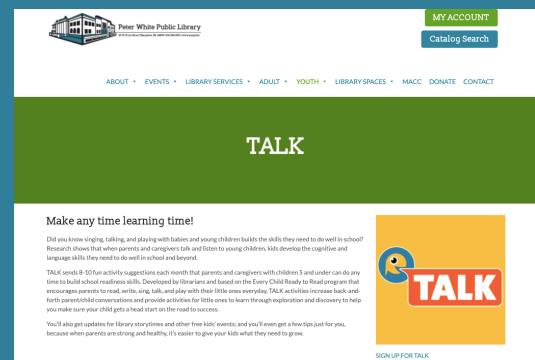 Peter White Public Library
MY ACCOUNT
Catalog Search
ABOUT EVENTS LIBRARY SERVICES ADULT YOUTH LIBRARY SPACES MACC DONATE CONTACT
TALK
Make any time learning time!
Did you know singing, talking, and playing with babies and young children builds the skills they need to do well in school?
Research shows that when parents and caregivers talk and listen to young children, kids develop the cognitive and
language skills they need to do well in school and beyond.
TALK sends 8-10 fun activity suggestions each month that parents and caregivers with children 5 and under can do any
time to build school readiness skills. Developed by librarians and based on the Every Child Ready to Read program that
encourages parents to read, write, sing, talk, and play with their little ones everyday, TALK activities increase back-and-
forth parent/child conversations and provide activities for little ones to learn through exploration and discovery to help
you make sure your child gets a head start on the road to success.
You'll also get updates for library storytimes and other free kids' events; and you'll even get a few tips just for you,
because when parents are strong and healthy, it's easier to give your kids what they need to grow.
TALK
SIGN UP FOR TALK